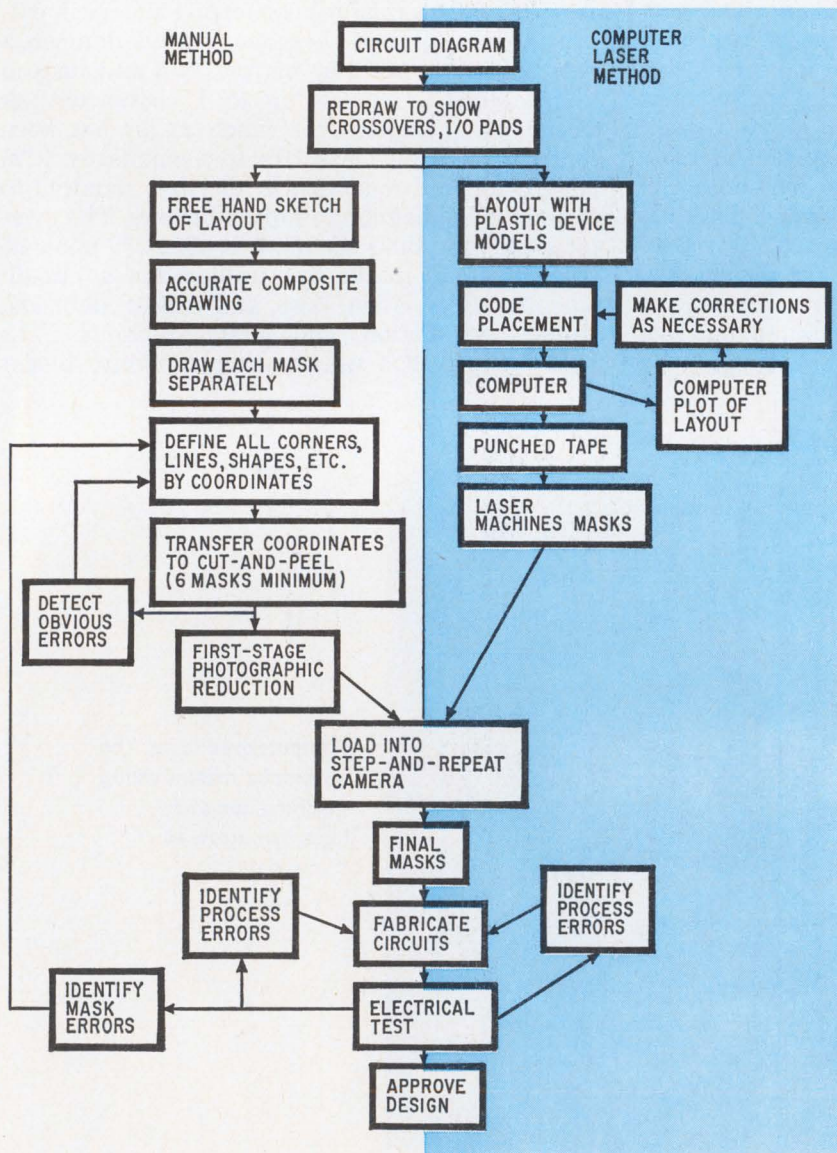 MANUAL
METHOD
CIRCUIT DIAGRAM
COMPUTER
LASER
METHOD
REDRAW TO SHOW
CROSSOVERS, I/O PADS
FREE HAND SKETCH
OF LAYOUT
LAYOUT WITH
PLASTIC DEVICE
MODELS
ACCURATE COMPOSITE
DRAWING
CODE
PLACEMENT
MAKE CORRECTIONS
AS NECESSARY
DRAW EACH MASK
SEPARATELY
COMPUTER
COMPUTER
PLOT OF
LAYOUT
DEFINE ALL CORNERS,
LINES, SHAPES, ETC.
BY COORDINATES
PUNCHED TAPE
LASER
MACHINES MASKS
TRANSFER COORDINATES
TO CUT-AND-PEEL
(6 MASKS MINIMUM)
DETECT
OBVIOUS
ERRORS
FIRST-STAGE
PHOTOGRAPHIC
REDUCTION
LOAD INTO
STEP-AND-REPEAT
CAMERA
FINAL
MASKS
IDENTIFY
PROCESS
ERRORS
FABRICATE
CIRCUITS
IDENTIFY
PROCESS
ERRORS
IDENTIFY
MASK
ERRORS
ELECTRICAL
TEST
APPROVE
DESIGN